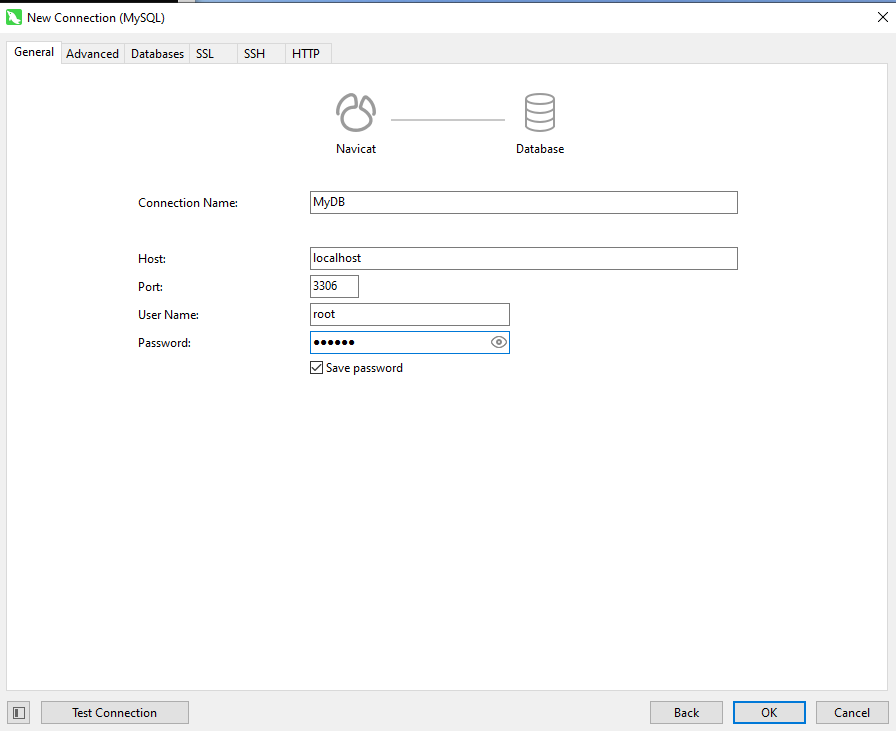 New Connection (MySQL)
General Advanced Databases SSL SSH HTTP
Navicat Database
Connection Name: MyDB
Host: localhost
Port: 3306
User Name: root
Password: ••••••
Save password
Test Connection Back OK Cancel